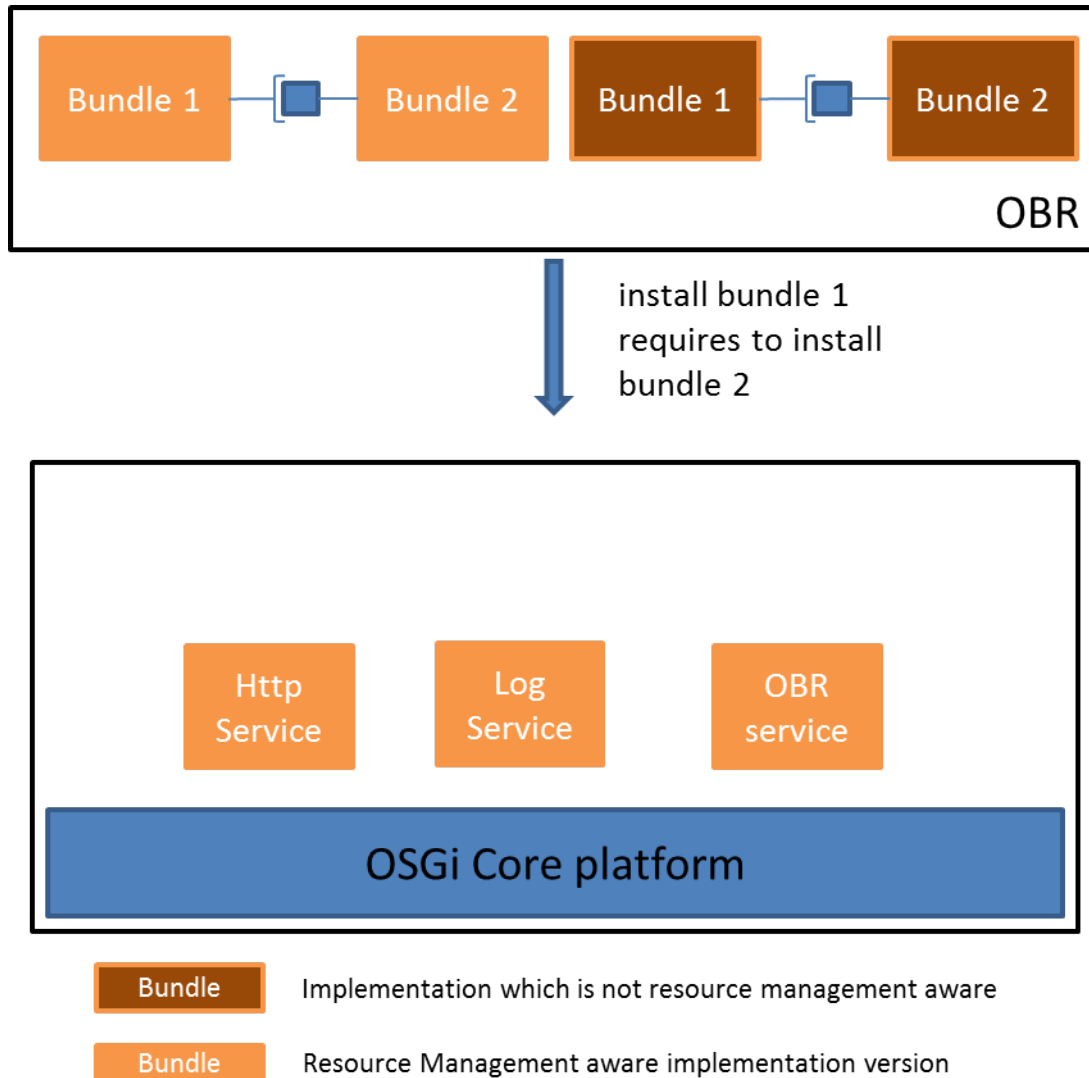 Bundle 1
Bundle 2
Bundle 1
Bundle 2
OBR
install bundle 1
requires to install
bundle 2
Http
Service
Log
Service
OBR
service
OSGi Core platform
Bundle
Implementation which is not resource management aware
Bundle
Resource Management aware implementation version